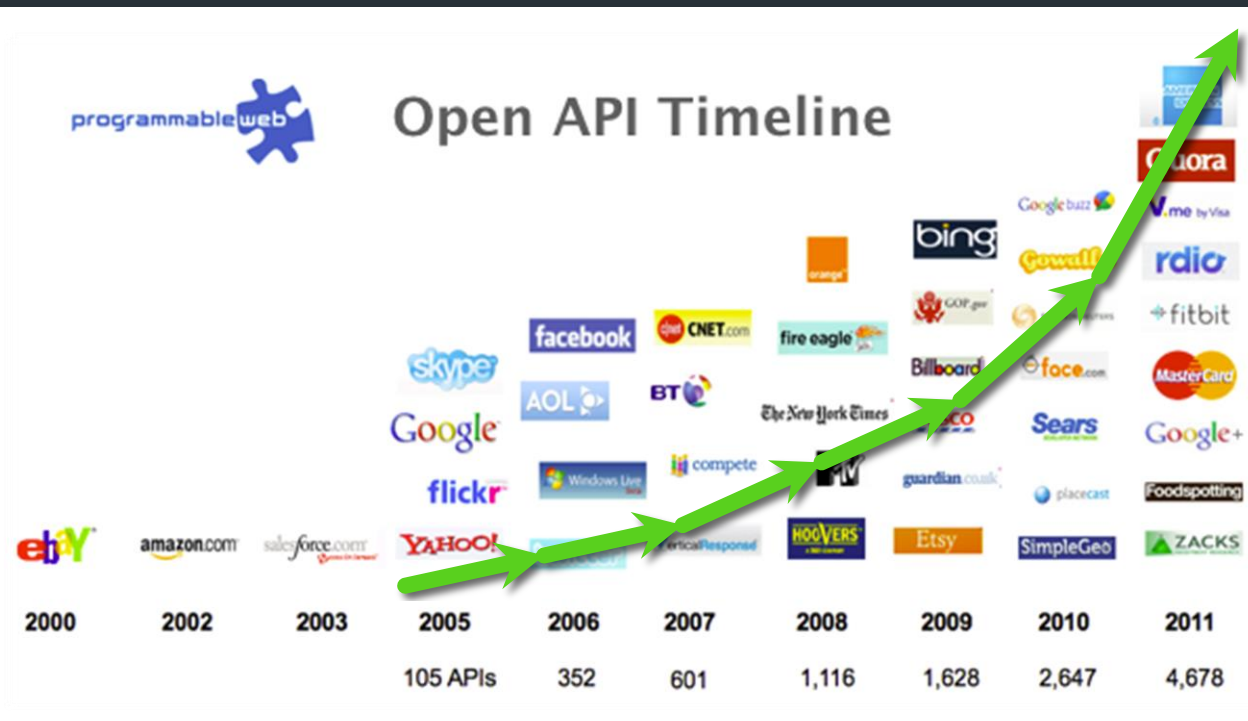 programmableweb
Open API Timeline
ebaY
amazon.com
salesforce.com
skype
Google
flickr
YAHOO!
facebook
AOL
Windows Live
CNET.com
BT
compete
orange
fire eagle
The New York Times
MTV
HOOVERS
bing
GOP.gov
Billboard
guardian.co.uk
Etsy
Google buzz
face.com
Sears
placecast
SimpleGeo
V.me by Visa
rdio
fitbit
MasterCard
Google+
Foodspotting
ZACKS
2000 2002 2003 2005 2006 2007 2008 2009 2010 2011
105 APIs 352 601 1,116 1,628 2,647 4,678